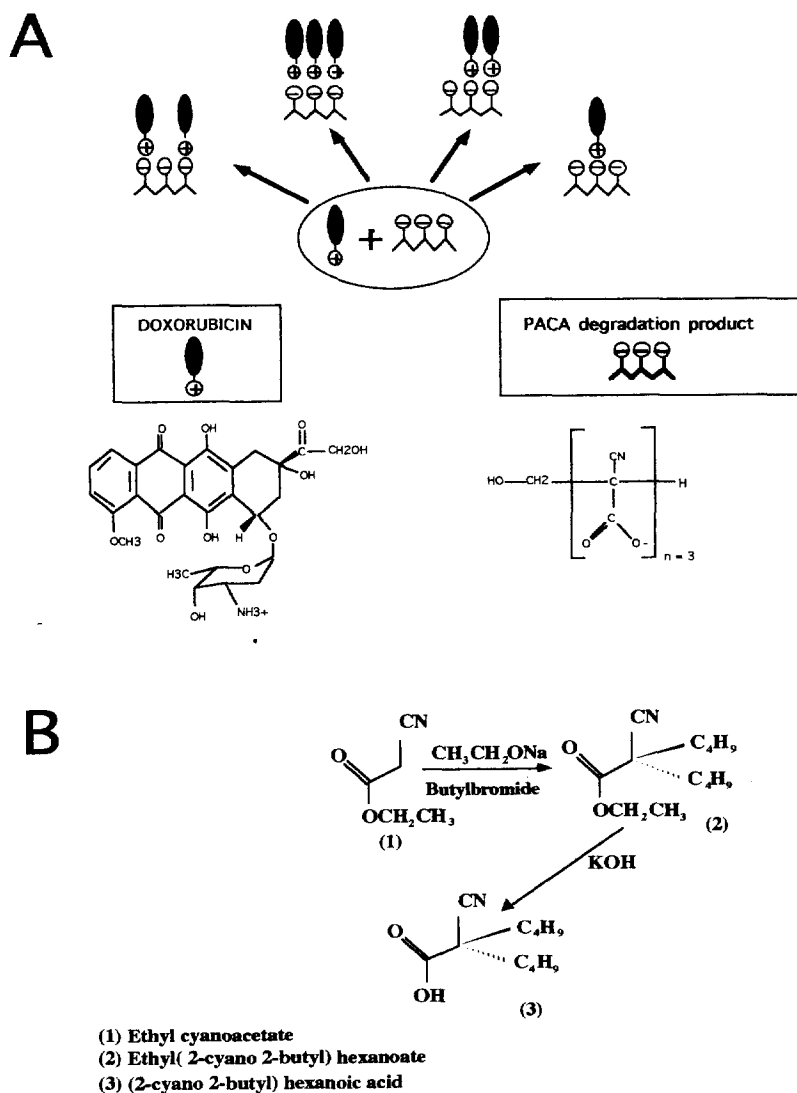 A
DOXORUBICIN
PACA degradation product
O
OH
O
C
CH2OH
OH
OCH3
O
OH
H
O
H3C
O
OH
NH3+
CN
HO
CH2
C
H
C
O
O-
n = 3
B
CN
O
OCH2CH3
(1)
CH3CH2ONa
Butylbromide
CN
O
C4H9
C4H9
OCH2CH3
(2)
KOH
CN
O
C4H9
C4H9
OH
(3)
(1) Ethyl cyanoacetate
(2) Ethyl( 2-cyano 2-butyl) hexanoate
(3) (2-cyano 2-butyl) hexanoic acid